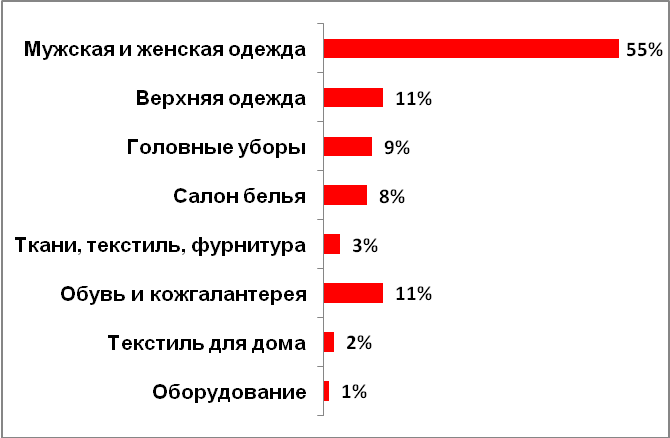 Мужская и женская одежда 55%
Верхняя одежда 11%
Головные уборы 9%
Салон белья 8%
Ткани, текстиль, фурнитура 3%
Обувь и кожгалантерея 11%
Текстиль для дома 2%
Оборудование 1%